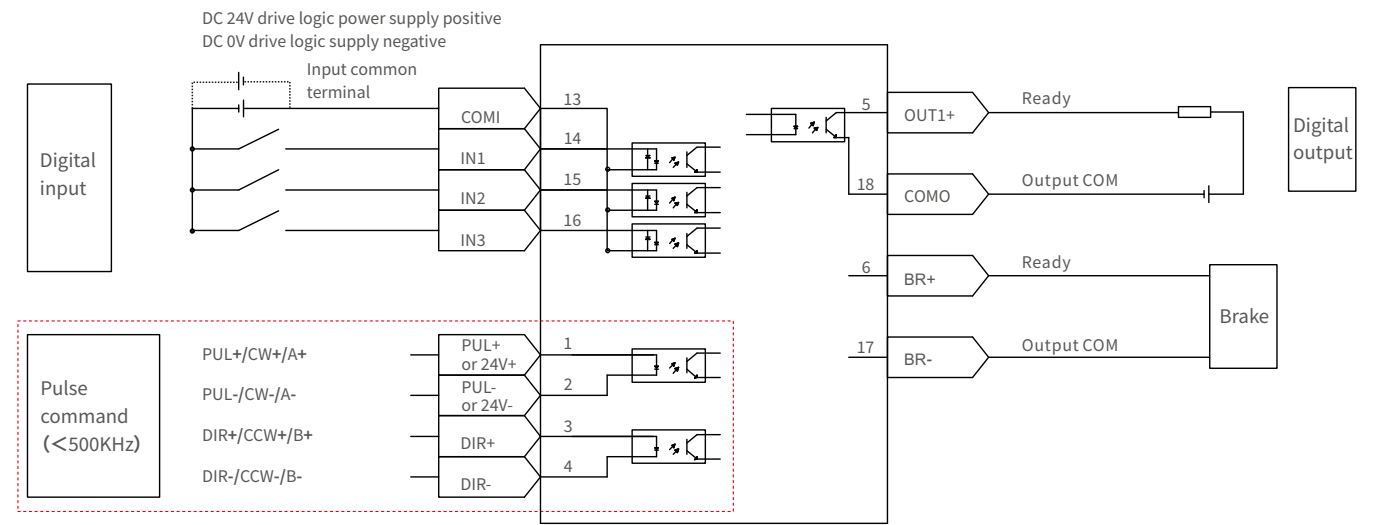 DC 24V drive logic power supply positive
DC 0V drive logic supply negative
Input common
terminal
Digital
input
COMI
13
IN1
14
IN2
15
IN3
16
5
OUT1+
Ready
18
COMO
Output COM
Digital
output
6
BR+
Ready
17
BR-
Output COM
Brake
Pulse
command
(<500KHz)
PUL+/CW+/A+
PUL+
or 24V+
1
PUL-/CW-/A-
PUL-
or 24V-
2
DIR+/CCW+/B+
DIR+
3
DIR-/CCW-/B-
DIR-
4